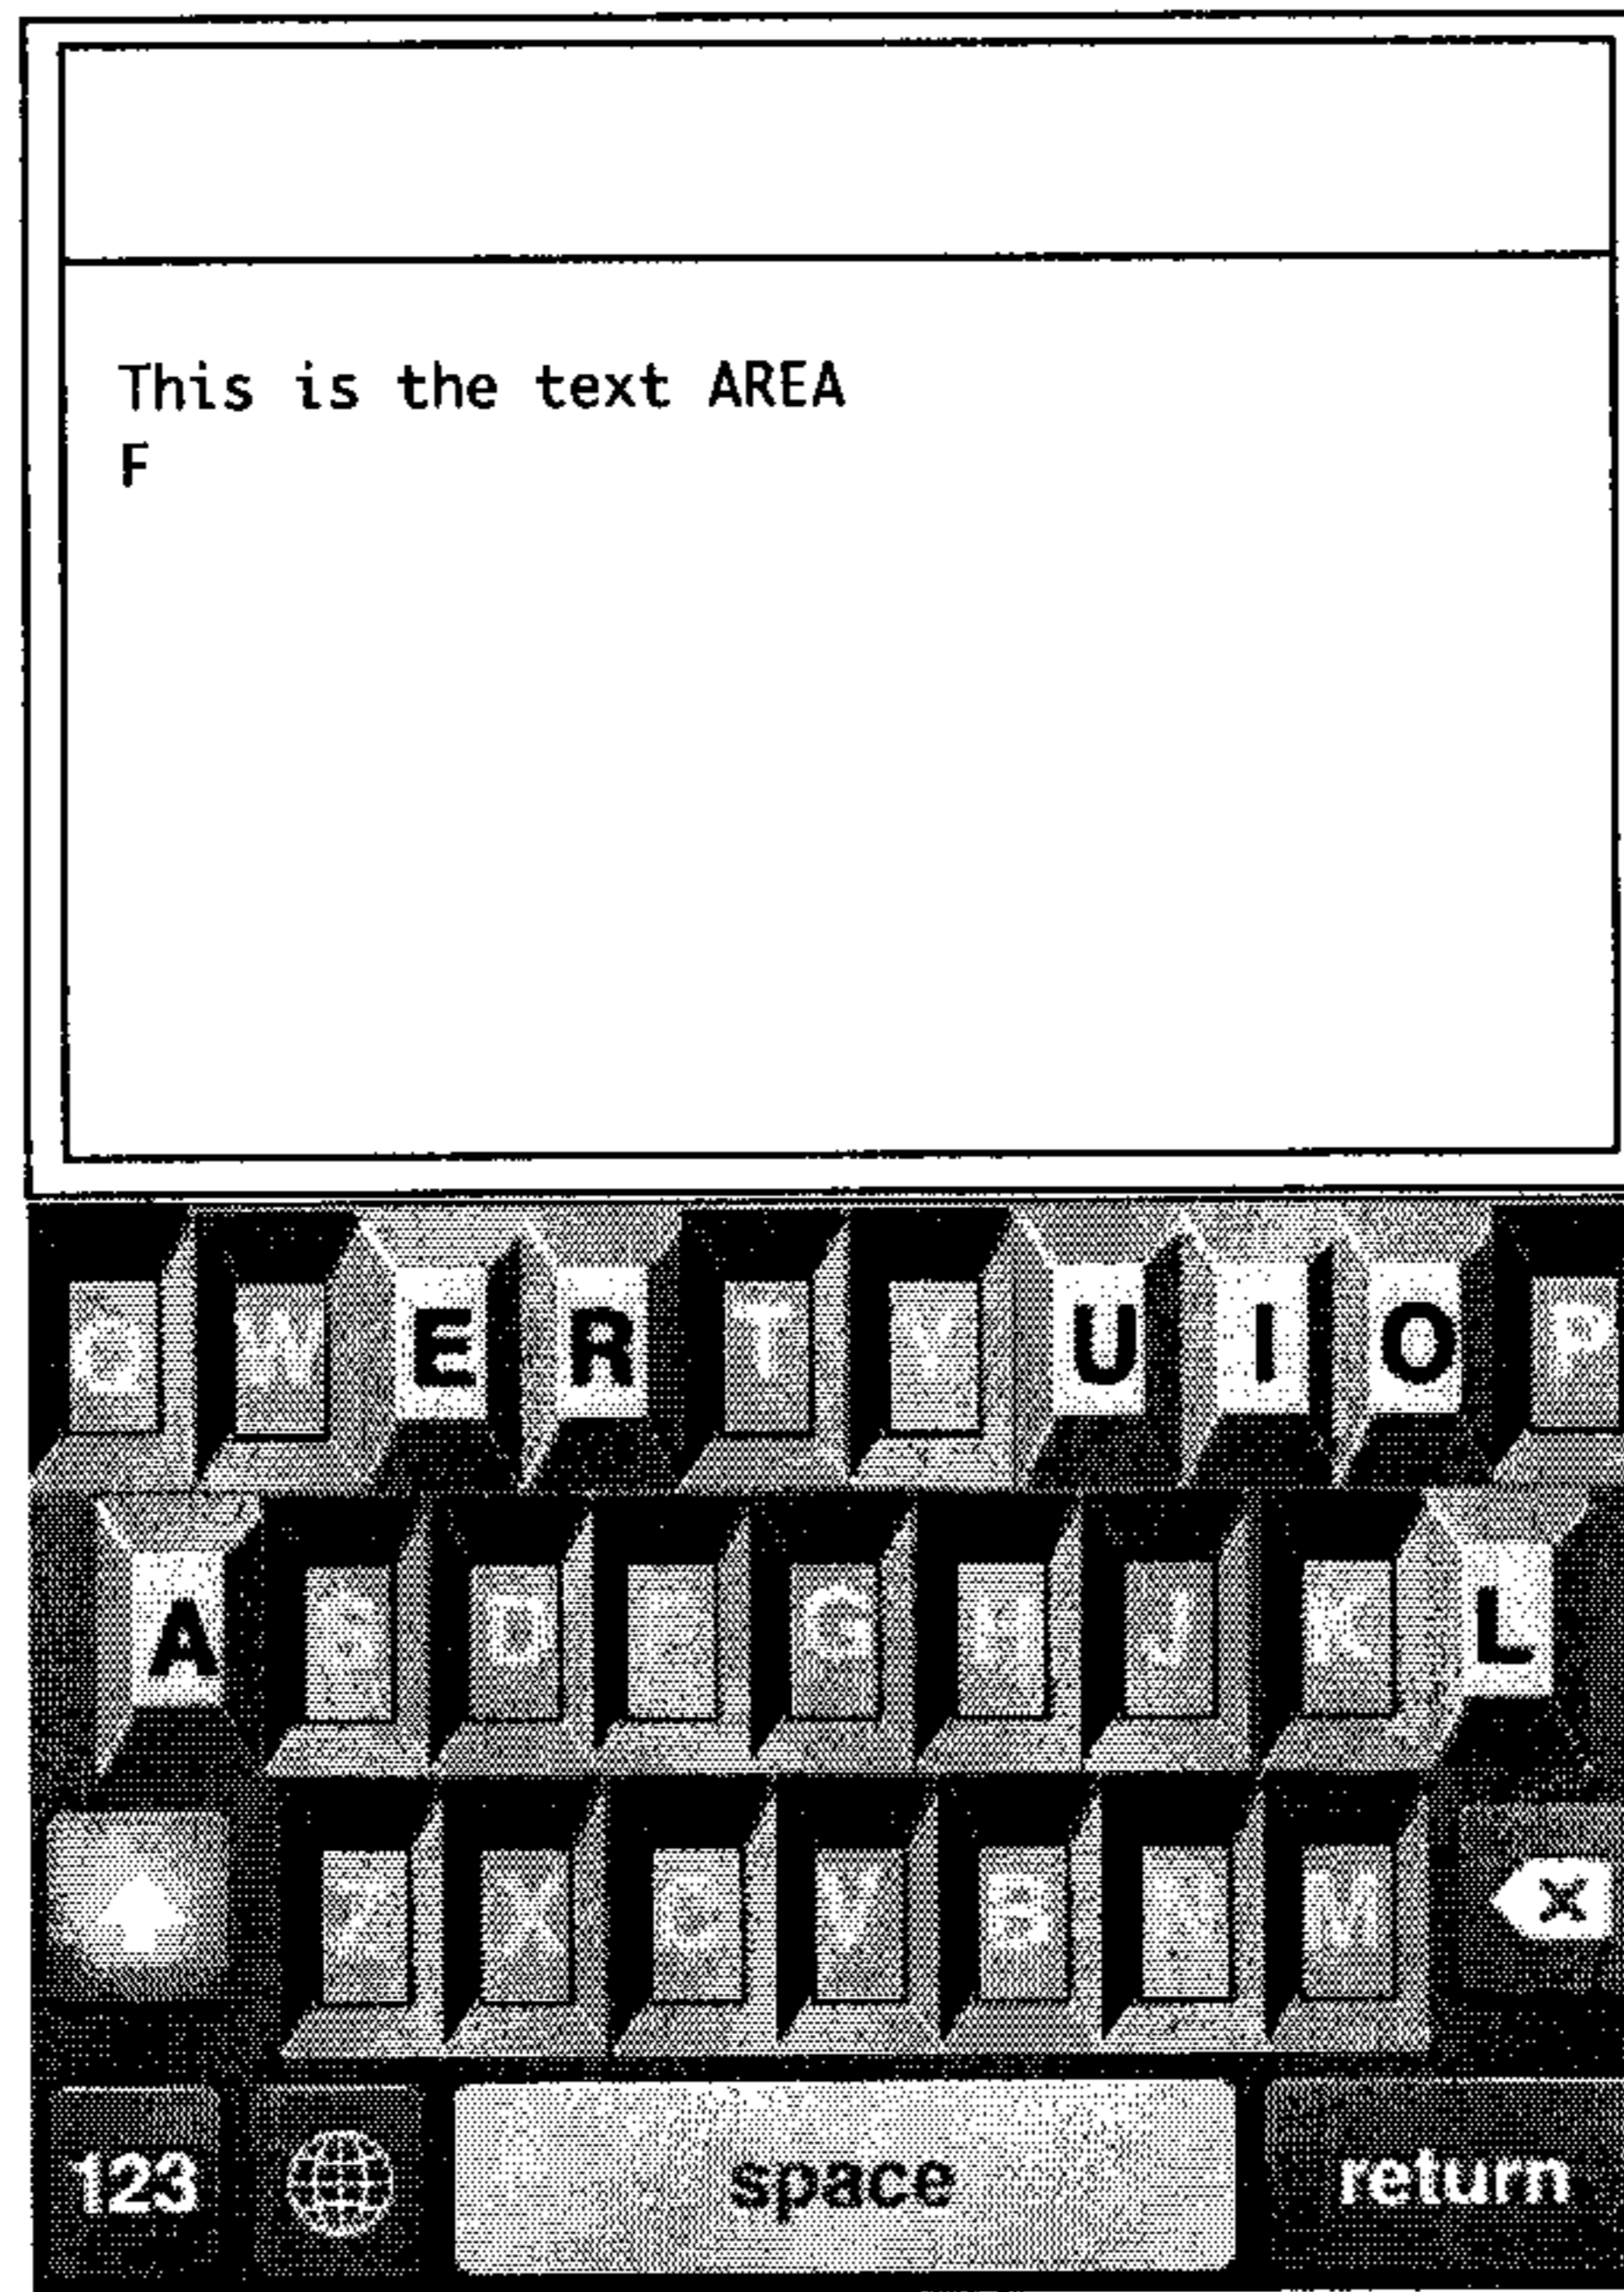 This is the text AREA
F
Q W E R T Y U I O P
A S D F G H J K L
Z X C V B N M
123 space return